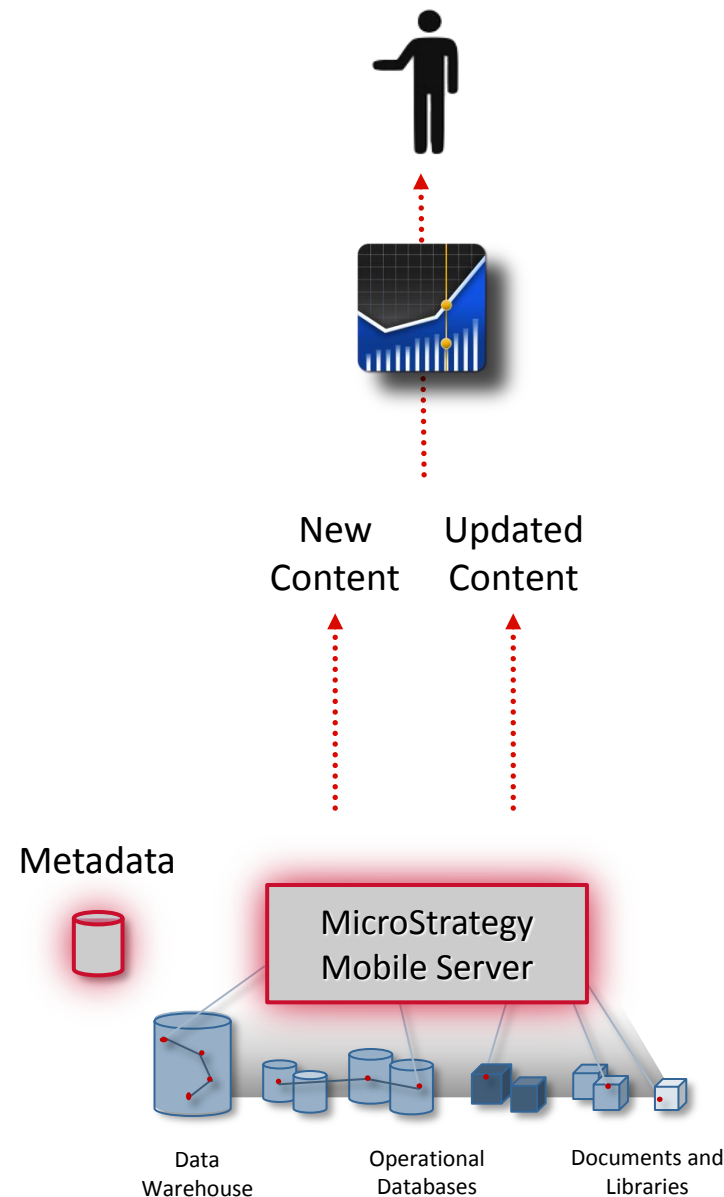 New
Content
Updated
Content
Metadata
MicroStrategy
Mobile Server
Data
Warehouse
Operational
Databases
Documents and
Libraries